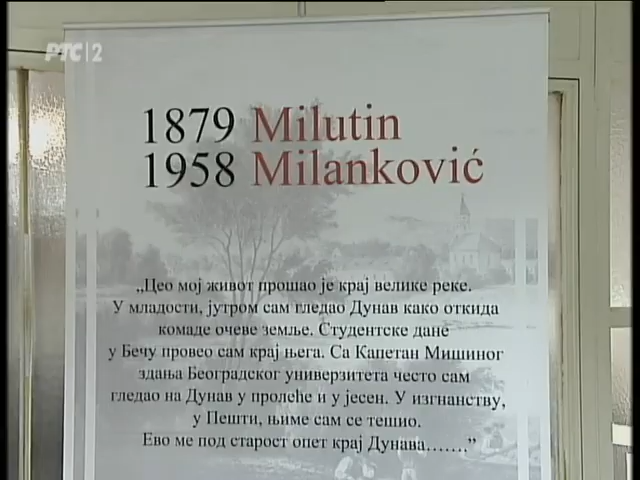 РТС 2
1879 Milutin
1958 Milanković
„Цео мој живот прошао је крај велике реке.
У младости, јутром сам гледао Дунав како откида
комаде очеве земље. Студентске дане
у Бечу провео сам крај њега. Са Капетан Мишиног
здања Београдског универзитета често сам
гледао на Дунав у пролеће и у јесен. У изгнанству,
у Пешти, њиме сам се тешио.
Ево ме под старост опет крај Дунава…….”